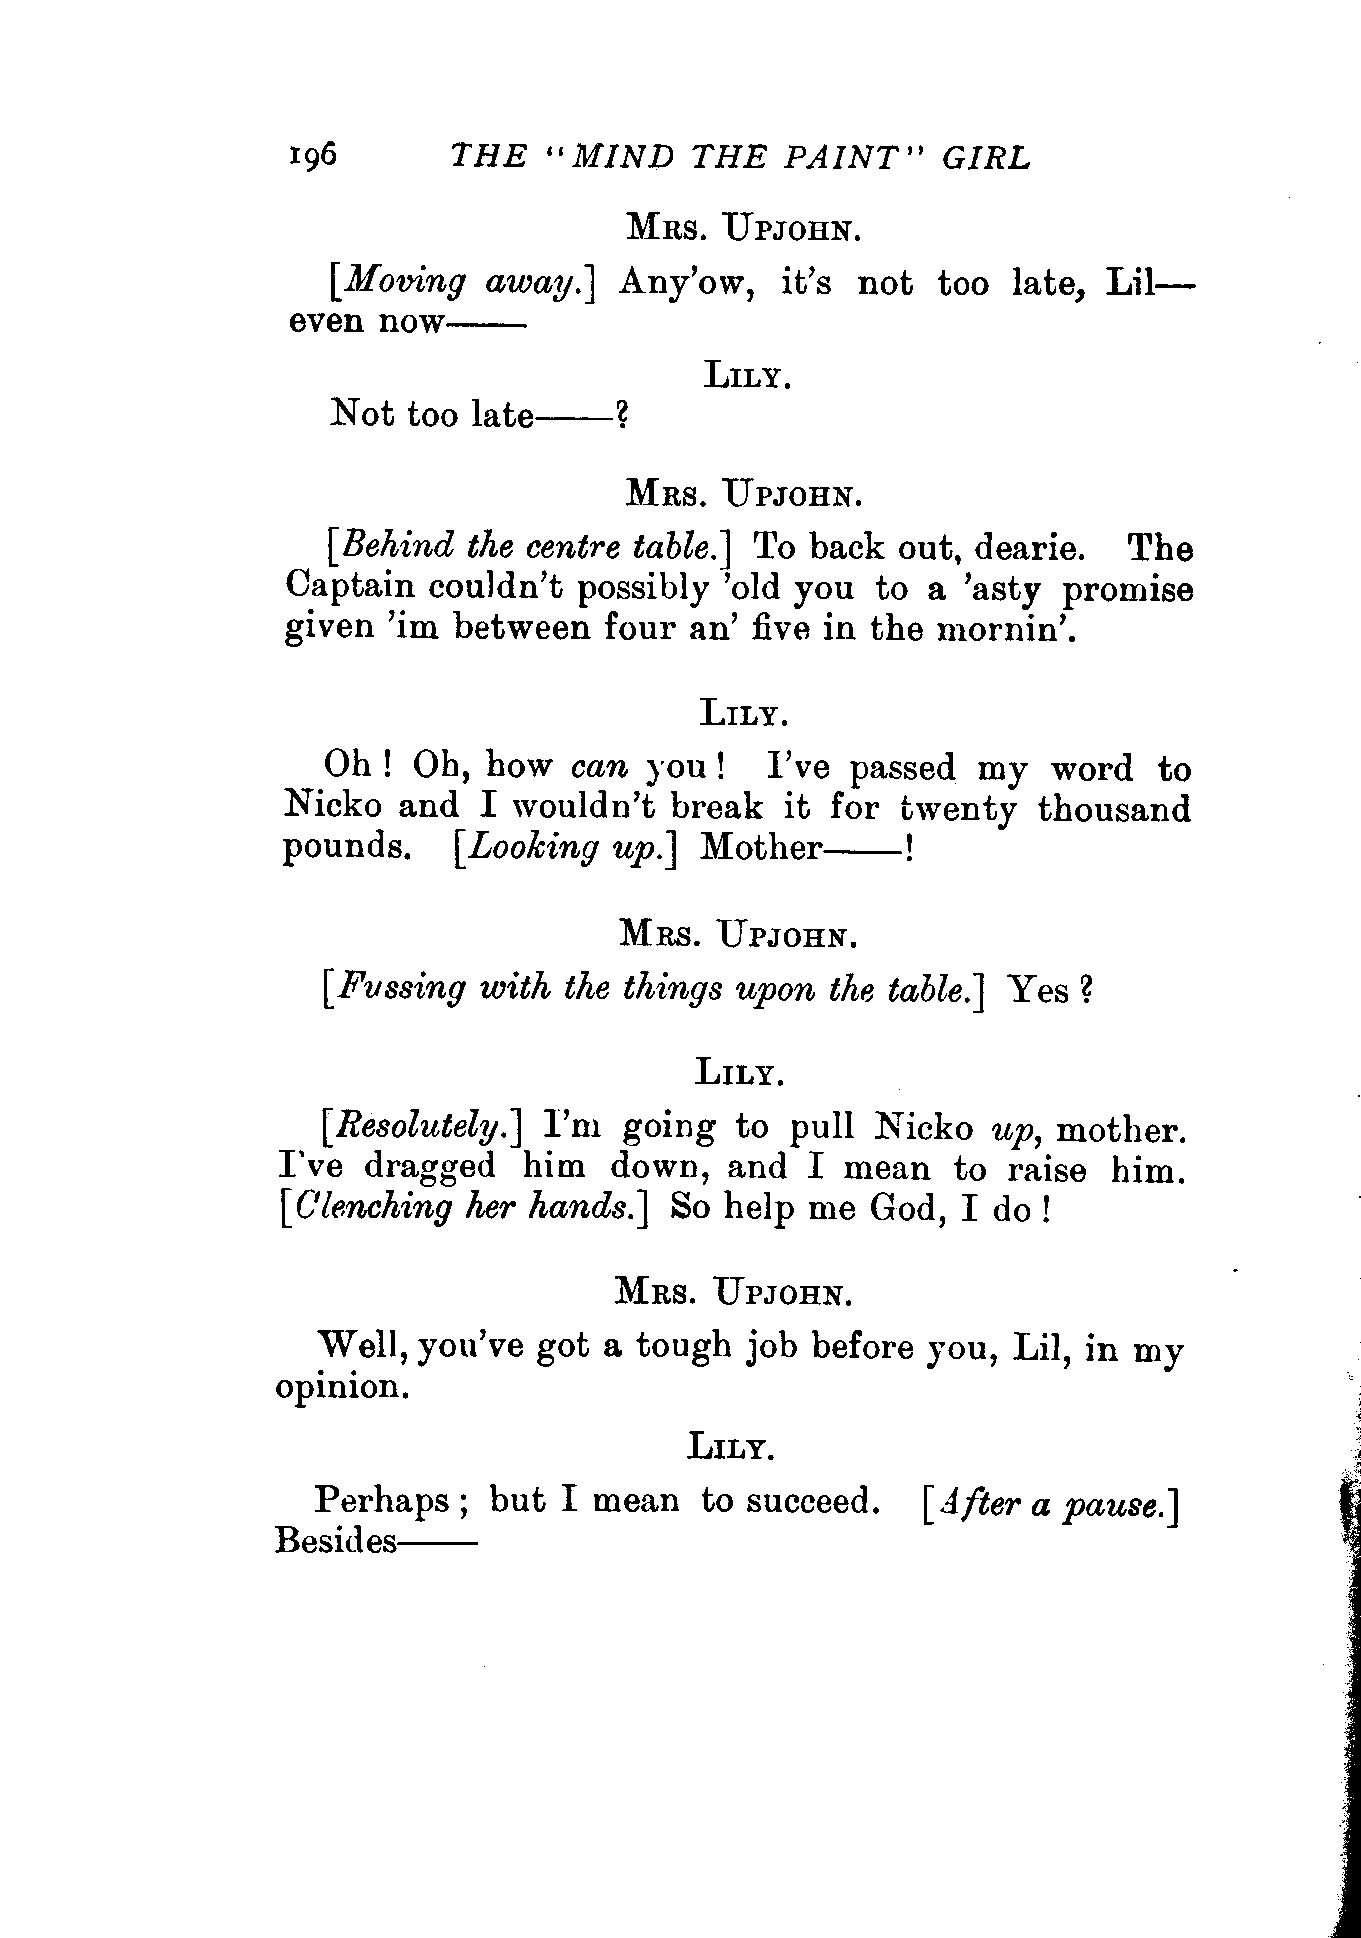 196 THE "MIND THE PAINT" GIRL
MRS. UPJOHN.
[Moving away.] Any'ow, it's not too late, Lil—
even now——
LILY.
Not too late——?
MRS. UPJOHN.
[Behind the centre table.] To back out, dearie. The
Captain couldn't possibly 'old you to a 'asty promise
given 'im between four an' five in the mornin'.
LILY.
Oh! Oh, how can you! I've passed my word to
Nicko and I wouldn't break it for twenty thousand
pounds. [Looking up.] Mother——!
MRS. UPJOHN.
[Fussing with the things upon the table.] Yes?
LILY.
[Resolutely.] I'm going to pull Nicko up, mother.
I've dragged him down, and I mean to raise him.
[Clenching her hands.] So help me God, I do!
MRS. UPJOHN.
Well, you've got a tough job before you, Lil, in my
opinion.
LILY.
Perhaps; but I mean to succeed. [After a pause.]
Besides——